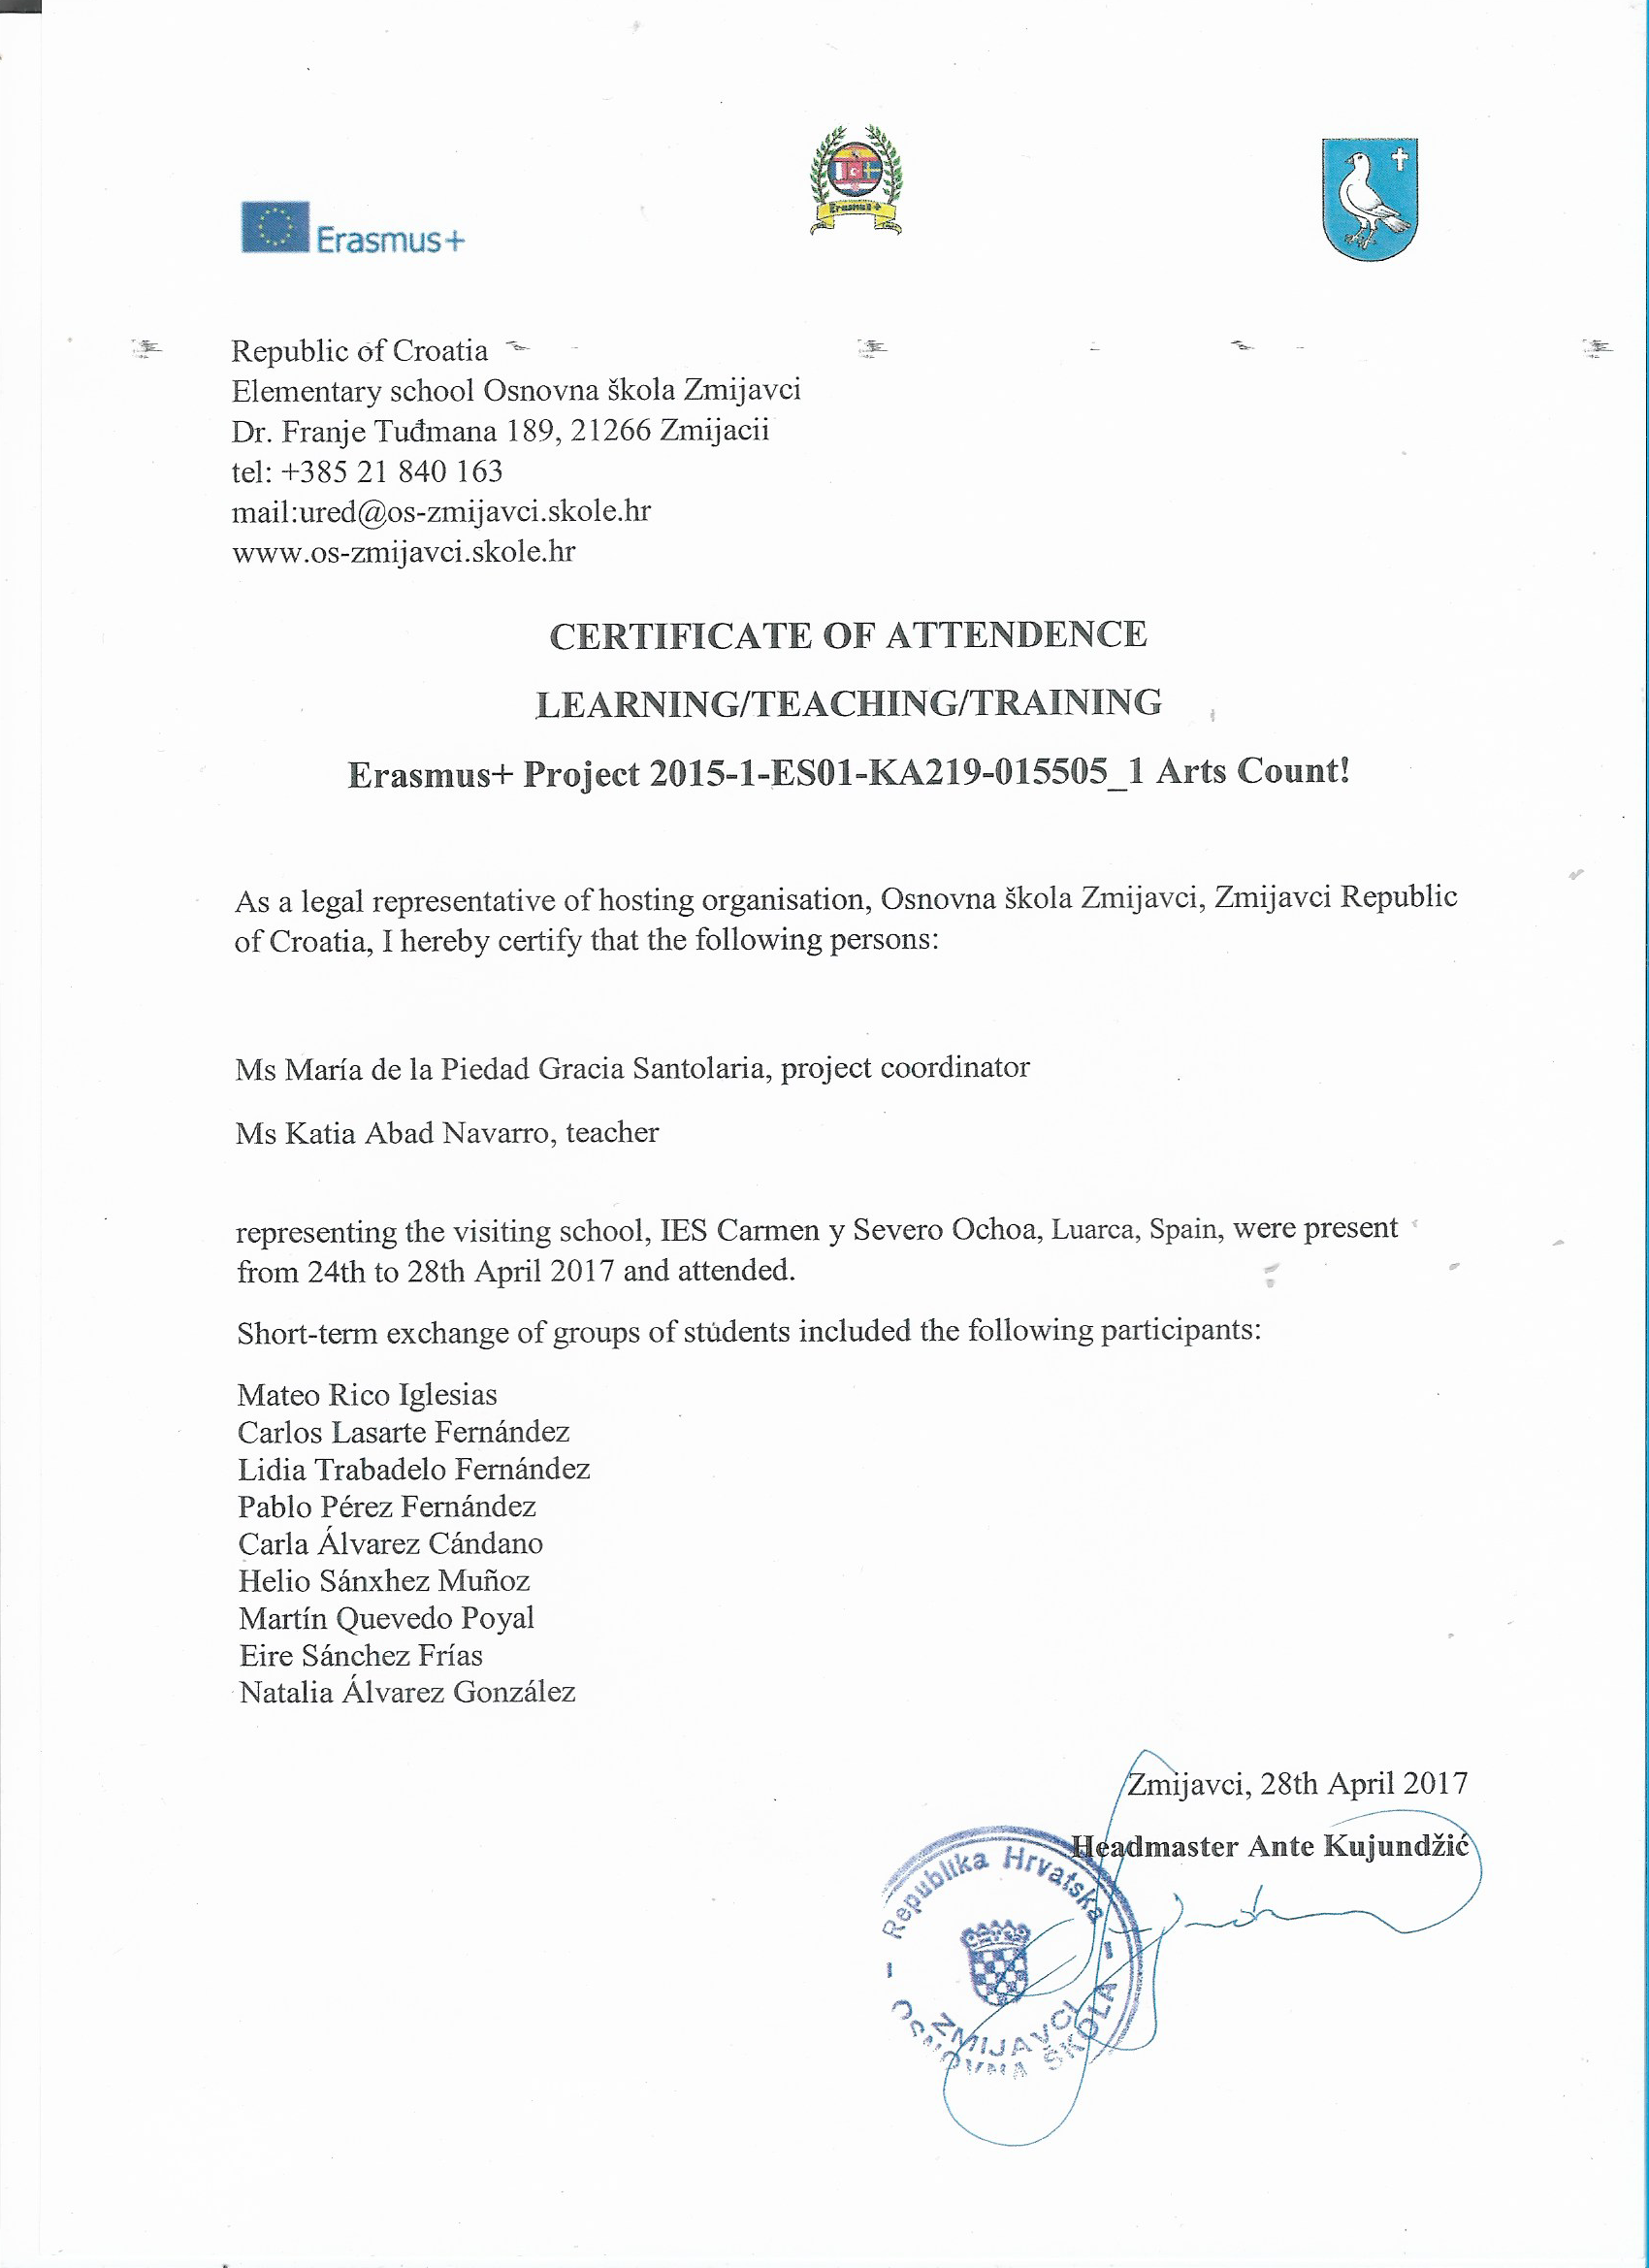 Erasmus+
Erasmus +
Republic of Croatia
Elementary school Osnovna škola Zmijavci
Dr. Franje Tuđmana 189, 21266 Zmijacii
tel: +385 21 840 163
mail:ured@os-zmijavci.skole.hr
www.os-zmijavci.skole.hr
CERTIFICATE OF ATTENDENCE
LEARNING/TEACHING/TRAINING
Erasmus+ Project 2015-1-ES01-KA219-015505_1 Arts Count!
As a legal representative of hosting organisation, Osnovna škola Zmijavci, Zmijavci Republic
of Croatia, I hereby certify that the following persons:
Ms María de la Piedad Gracia Santolaria, project coordinator
Ms Katia Abad Navarro, teacher
representing the visiting school, IES Carmen y Severo Ochoa, Luarca, Spain, were present
from 24th to 28th April 2017 and attended.
Short-term exchange of groups of students included the following participants:
Mateo Rico Iglesias
Carlos Lasarte Fernández
Lidia Trabadelo Fernández
Pablo Pérez Fernández
Carla Álvarez Cándano
Helio Sánxhez Muñoz
Martín Quevedo Poyal
Eire Sánchez Frías
Natalia Álvarez González
Zmijavci, 28th April 2017
Headmaster Ante Kujundžić
- Republika Hrvatska -
OSNOVNA ŠKOLA
ZMIJAVCI